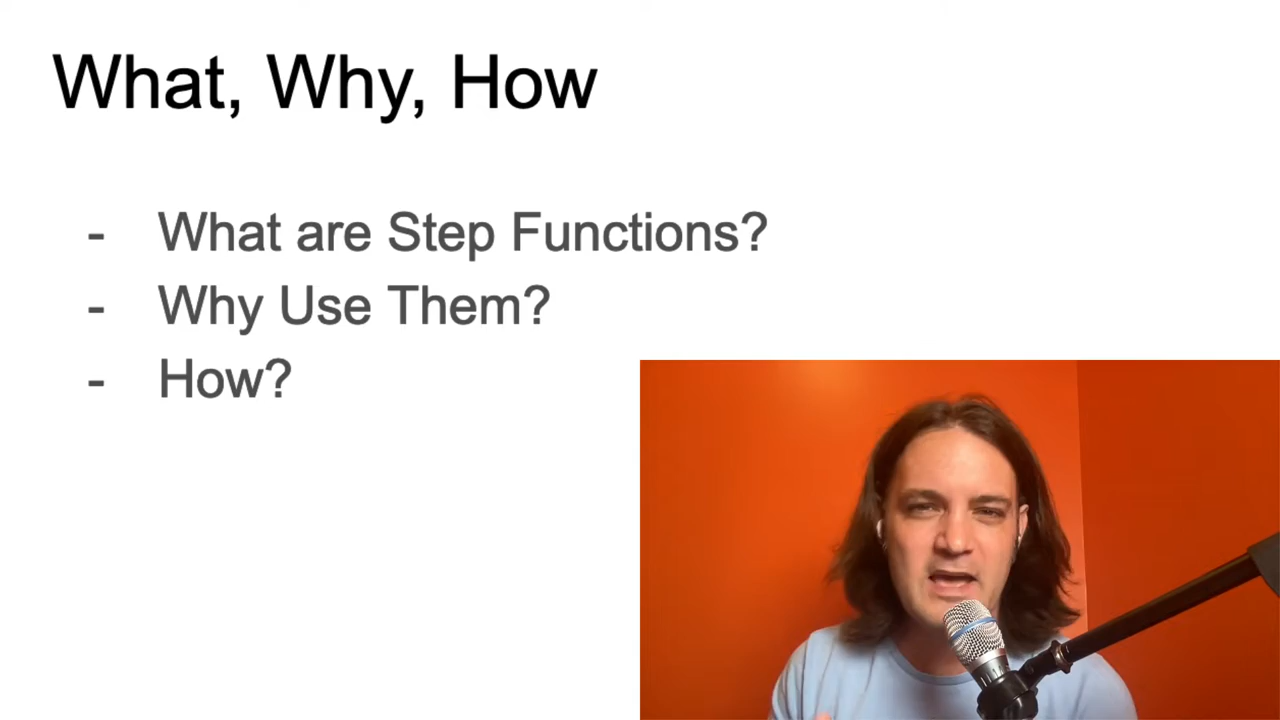 What, Why, How
- What are Step Functions?
- Why Use Them?
- How?